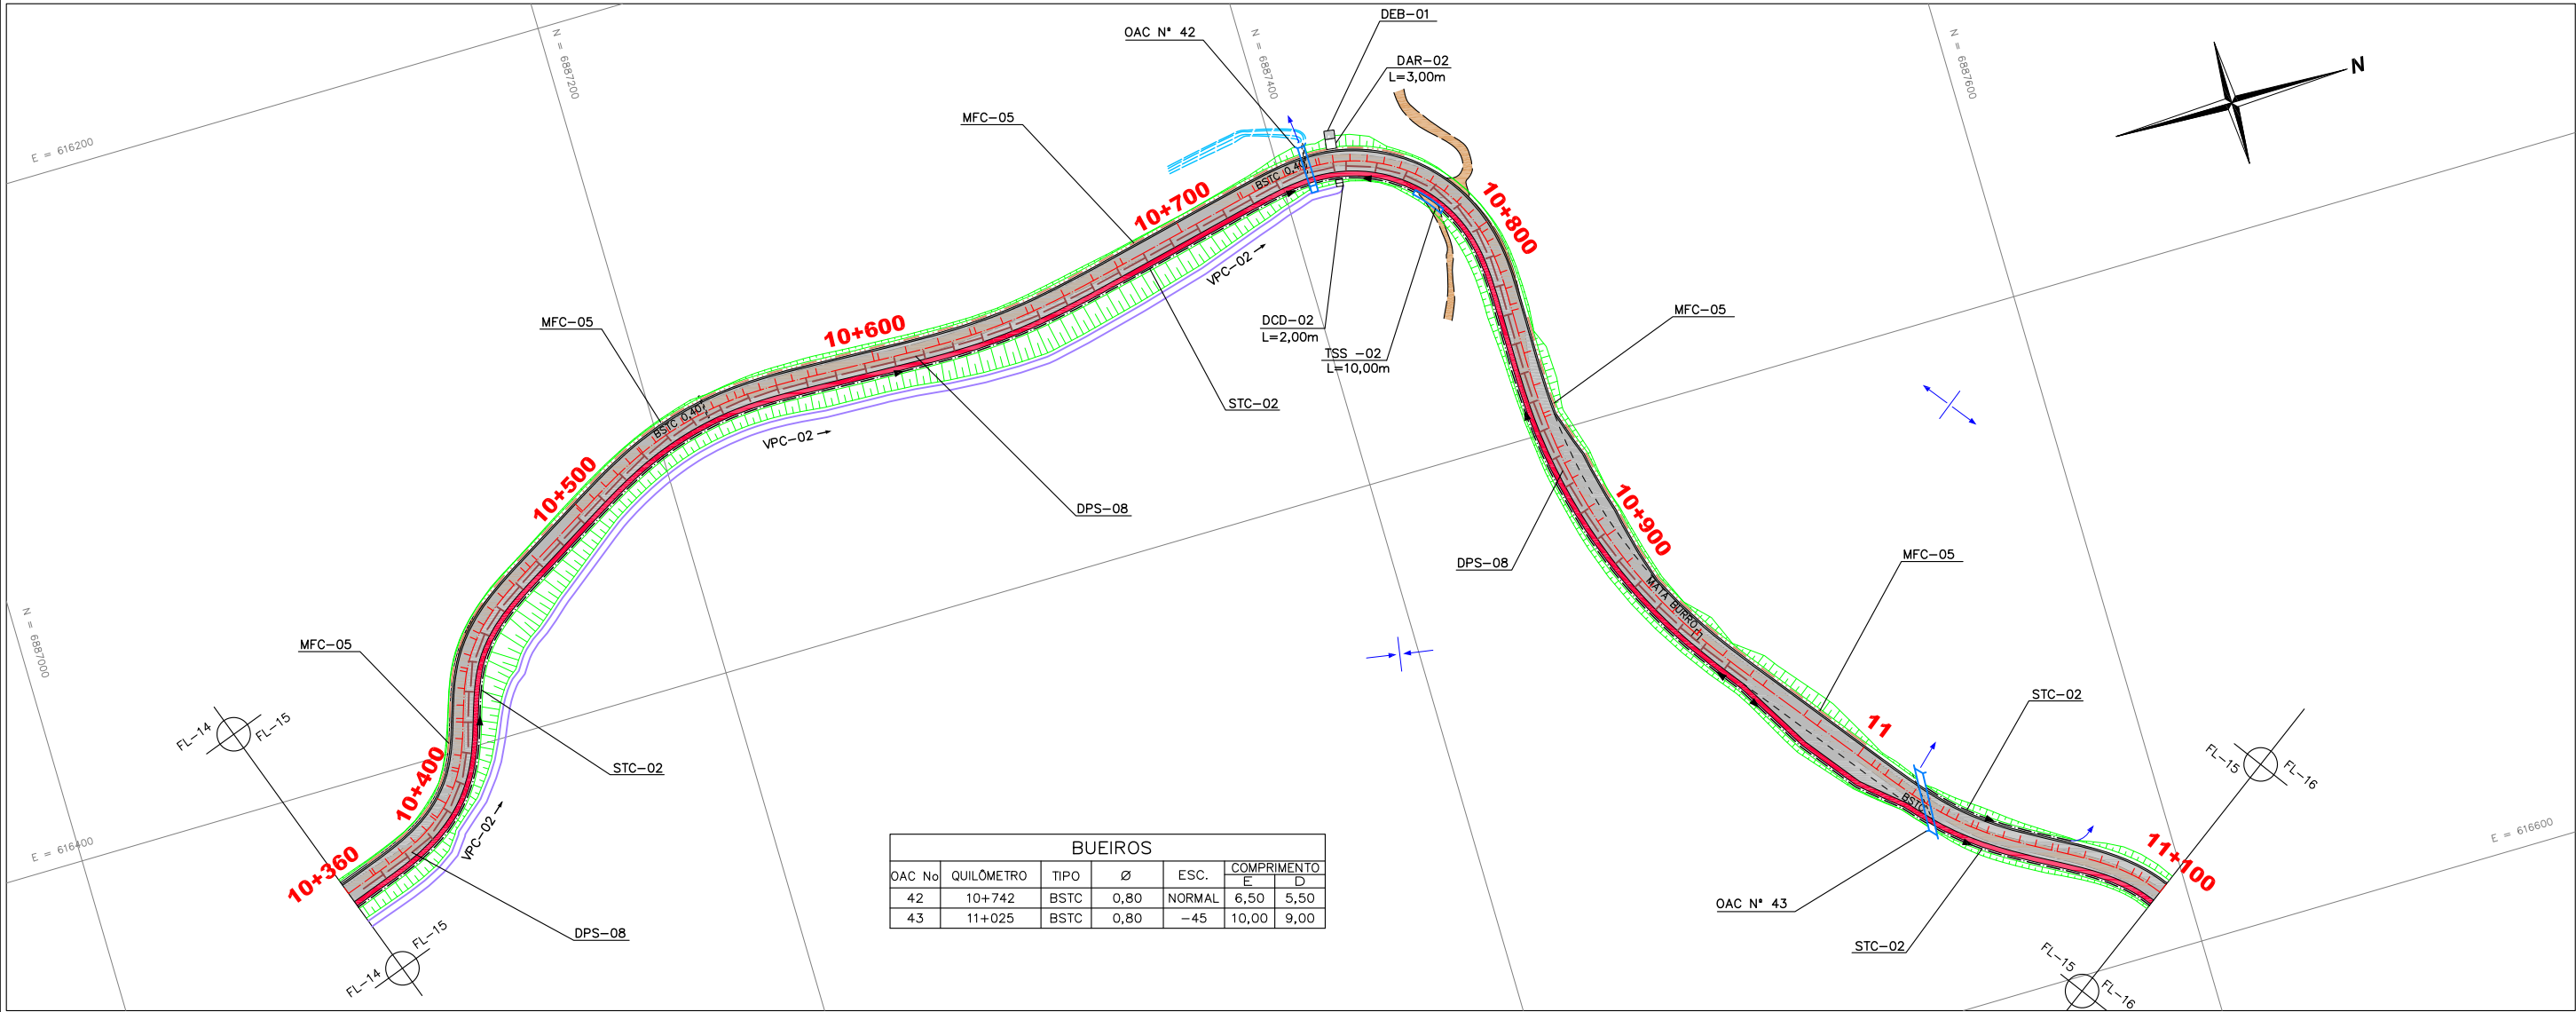 DEB-01
OAC N° 42
DAR-02
L=3,00m
N = 6887200
N = 6887400
N = 6887600
N
E = 616200
MFC-05
BSTC 0.40
10+700
10+800
VPC-02
DCD-02
L=2,00m
TSS -02
L=10,00m
MFC-05
MFC-05
10+600
STC-02
BSTC 0.40
VPC-02
10+500
DPS-08
10+900
DPS-08
MFC-05
MATA BURRO
N = 6887000
MFC-05
STC-02
FL-14
FL-15
STC-02
11
FL-15
FL-16
10+400
VPC-02
E = 616400
10+360
BSTC
E = 616600
11+100
OAC N° 43
STC-02
DPS-08
FL-14
FL-15
FL-15
FL-16
BUEIROS
OAC No QUILÔMETRO TIPO Ø ESC. COMPRIMENTO
E D
42 10+742 BSTC 0,80 NORMAL 6,50 5,50
43 11+025 BSTC 0,80 -45 10,00 9,00